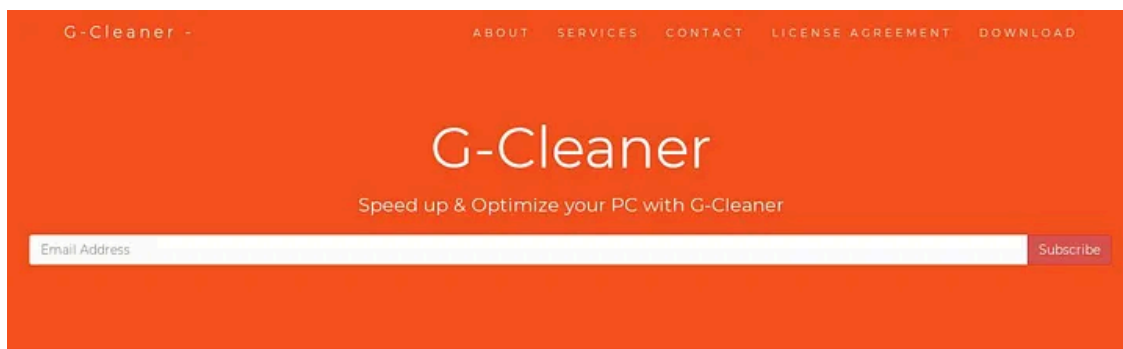 G-Cleaner - ABOUT SERVICES CONTACT LICENSE AGREEMENT DOWNLOAD
G-Cleaner
Speed up & Optimize your PC with G-Cleaner
Email Address Subscribe